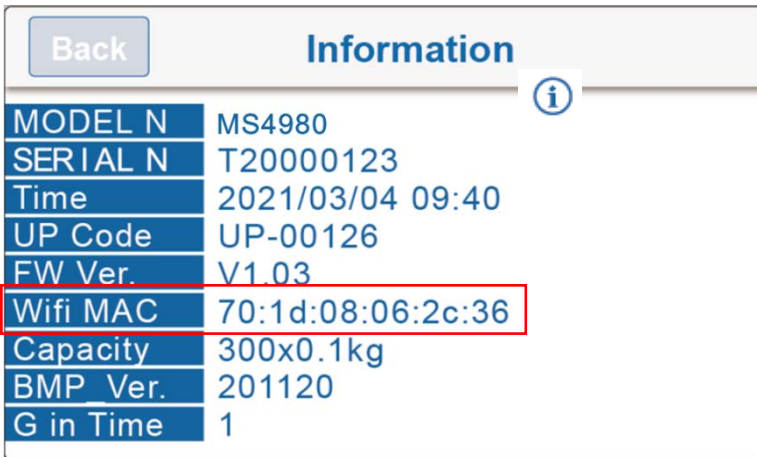 Back
Information
i
MODEL N MS4980
SERIAL N T20000123
Time 2021/03/04 09:40
UP Code UP-00126
FW Ver. V1.03
Wifi MAC 70:1d:08:06:2c:36
Capacity 300x0.1kg
BMP_Ver. 201120
G in Time 1